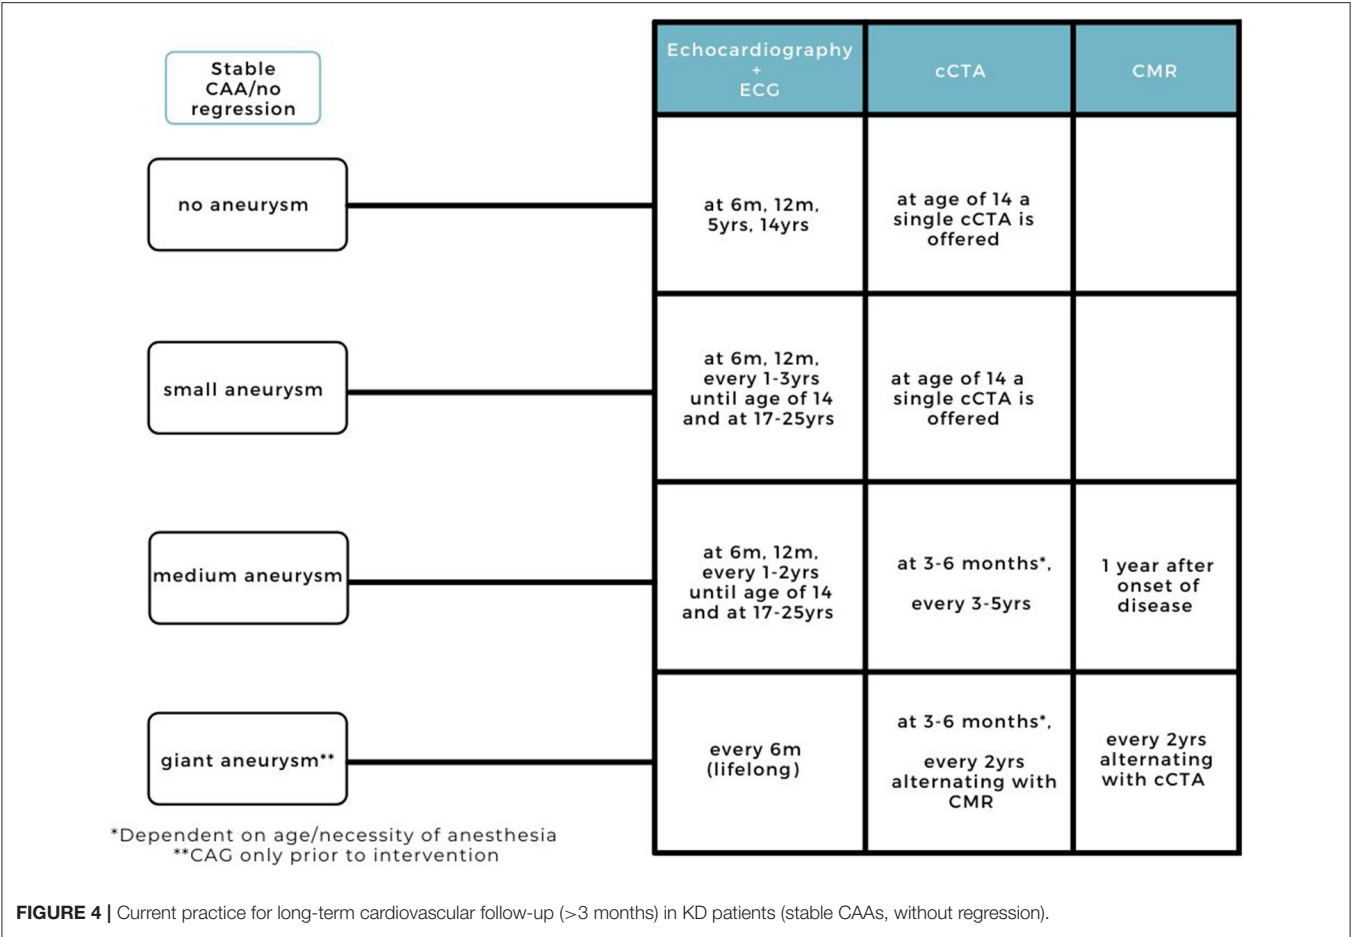 Stable
CAA/no
regression
Echocardiography
+
ECG
cCTA
CMR
no aneurysm
at 6m, 12m,
5yrs, 14yrs
at age of 14 a
single cCTA is
offered
small aneurysm
at 6m, 12m,
every 1-3yrs
until age of 14
and at 17-25yrs
at age of 14 a
single cCTA is
offered
medium aneurysm
at 6m, 12m,
every 1-2yrs
until age of 14
and at 17-25yrs
at 3-6 months*,
every 3-5yrs
1 year after
onset of
disease
giant aneurysm**
every 6m
(lifelong)
at 3-6 months*,
every 2yrs
alternating with
CMR
every 2yrs
alternating
with cCTA
*Dependent on age/necessity of anesthesia
**CAG only prior to intervention
FIGURE 4 | Current practice for long-term cardiovascular follow-up (>3 months) in KD patients (stable CAAs, without regression).